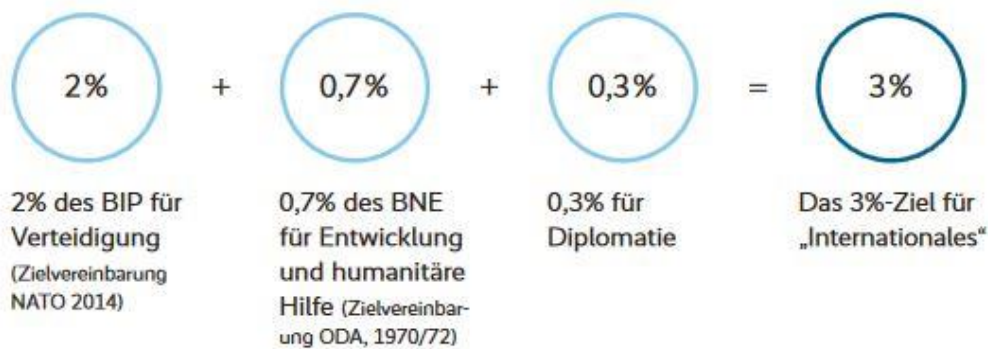 2% + 0,7% + 0,3% = 3%
2% des BIP für
Verteidigung
(Zielvereinbarung
NATO 2014)
0,7% des BNE
für Entwicklung
und humanitäre
Hilfe (Zielvereinbar-
ung ODA, 1970/72)
0,3% für
Diplomatie
Das 3%-Ziel für
„Internationales“